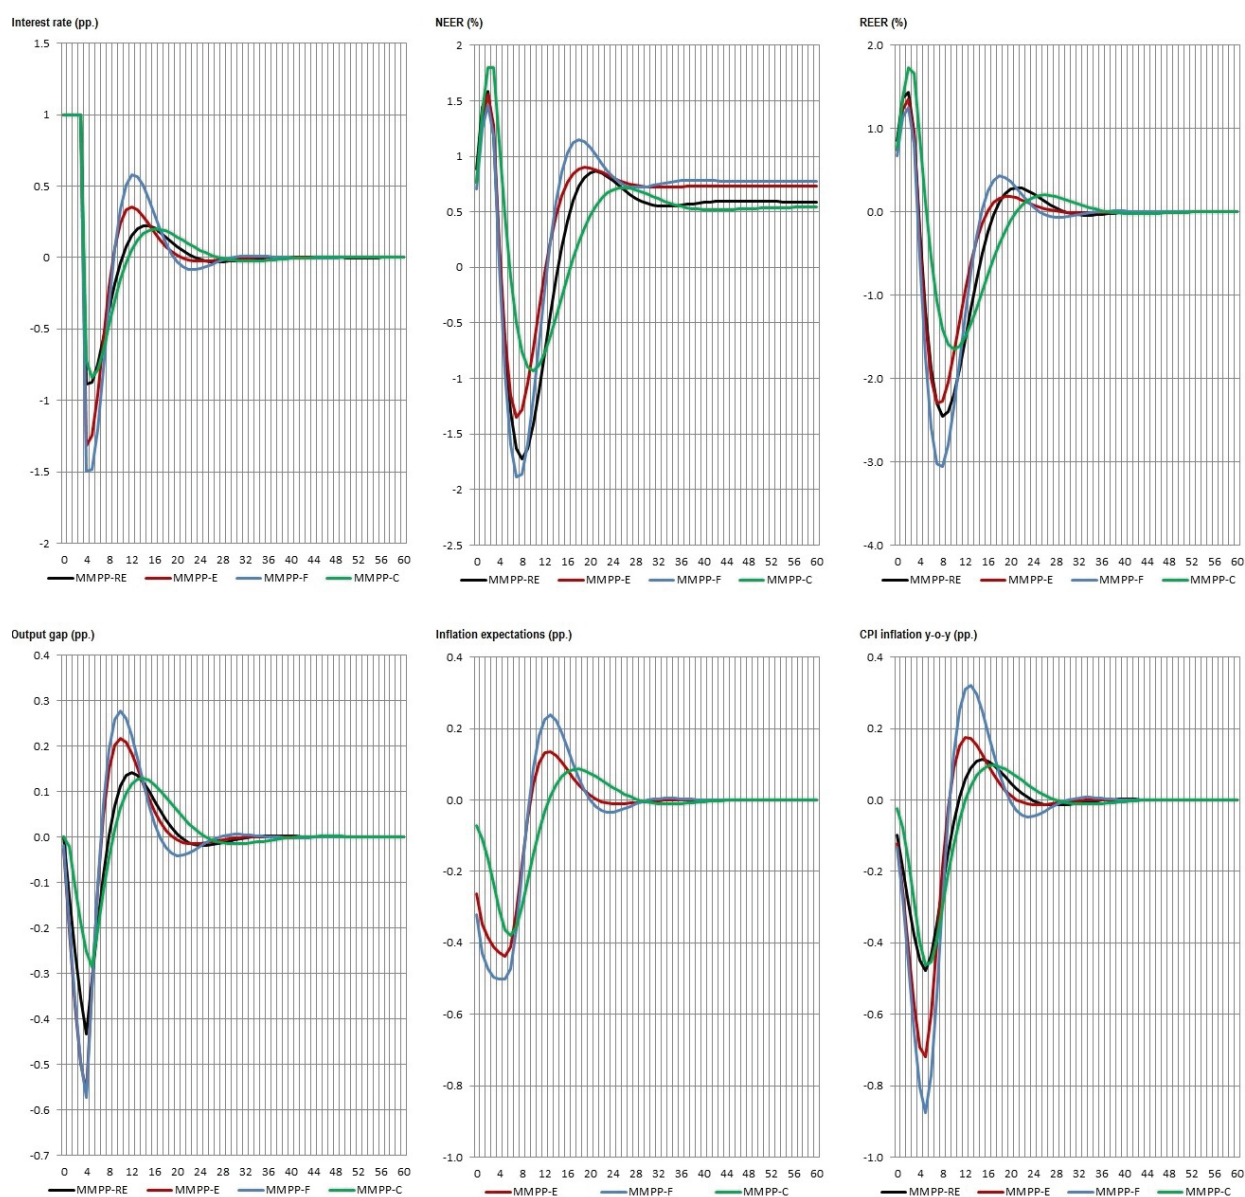 Interest rate (pp.)
1.5
1
0.5
0
-0.5
-1
-1.5
-2
0 4 8 12 16 20 24 28 32 36 40 44 48 52 56 60
MMPP-RE MMPP-E MMPP-F MMPP-C
NEER (%)
2
1.5
1
0.5
0
-0.5
-1
-1.5
-2
-2.5
0 4 8 12 16 20 24 28 32 36 40 44 48 52 56 60
MMPP-RE MMPP-E MMPP-F MMPP-C
REER (%)
2.0
1.0
0.0
-1.0
-2.0
-3.0
-4.0
0 4 8 12 16 20 24 28 32 36 40 44 48 52 56 60
MMPP-RE MMPP-E MMPP-F MMPP-C
Output gap (pp.)
0.4
0.3
0.2
0.1
0.0
-0.1
-0.2
-0.3
-0.4
-0.5
-0.6
-0.7
0 4 8 12 16 20 24 28 32 36 40 44 48 52 56 60
MMPP-RE MMPP-E MMPP-F MMPP-C
Inflation expectations (pp.)
0.4
0.2
0.0
-0.2
-0.4
-0.6
-0.8
-1.0
0 4 8 12 16 20 24 28 32 36 40 44 48 52 56 60
MMPP-E MMPP-F MMPP-C
CPI inflation y-o-y (pp.)
0.4
0.2
0.0
-0.2
-0.4
-0.6
-0.8
-1.0
0 4 8 12 16 20 24 28 32 36 40 44 48 52 56 60
MMPP-RE MMPP-E MMPP-F MMPP-C